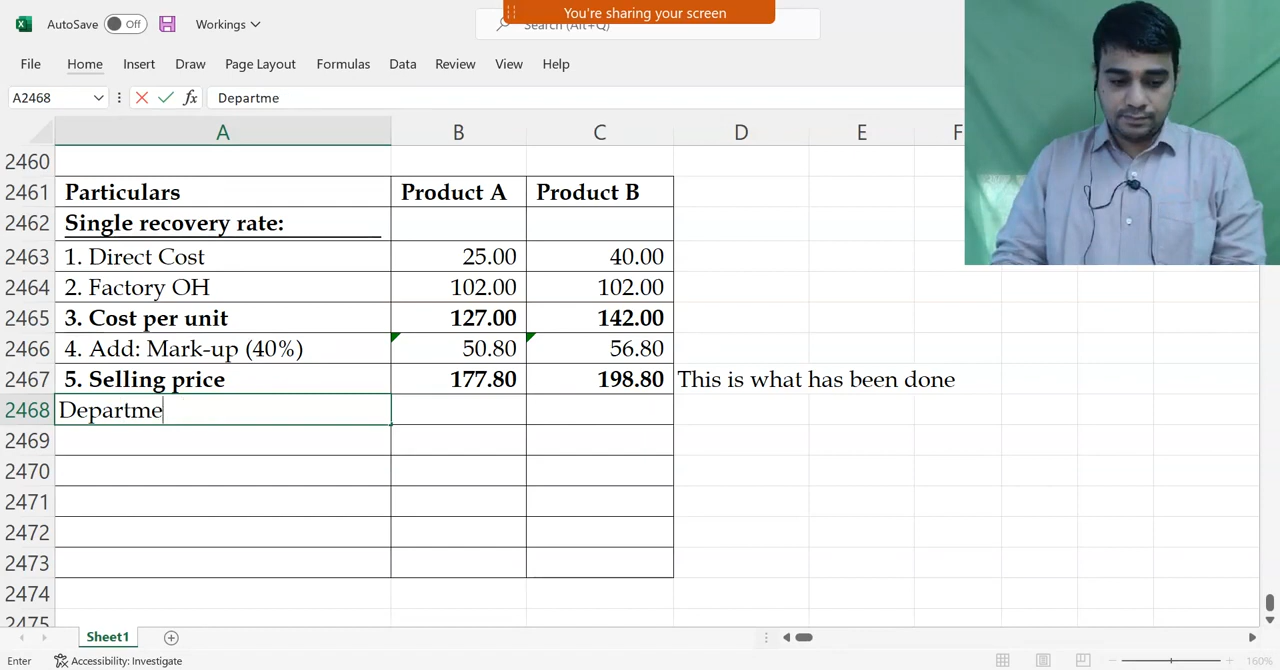 You're sharing your screen
AutoSave Off Workings Search (Alt+Q)
File Home Insert Draw Page Layout Formulas Data Review View Help
A2468 fx Departme
A B C D E F
2460
2461 Particulars Product A Product B
2462 Single recovery rate:
2463 1. Direct Cost 25.00 40.00
2464 2. Factory OH 102.00 102.00
2465 3. Cost per unit 127.00 142.00
2466 4. Add: Mark-up (40%) 50.80 56.80
2467 5. Selling price 177.80 198.80 This is what has been done
2468 Departme
2469
2470
2471
2472
2473
2474
2475
Sheet1
Enter Accessibility: Investigate 160%